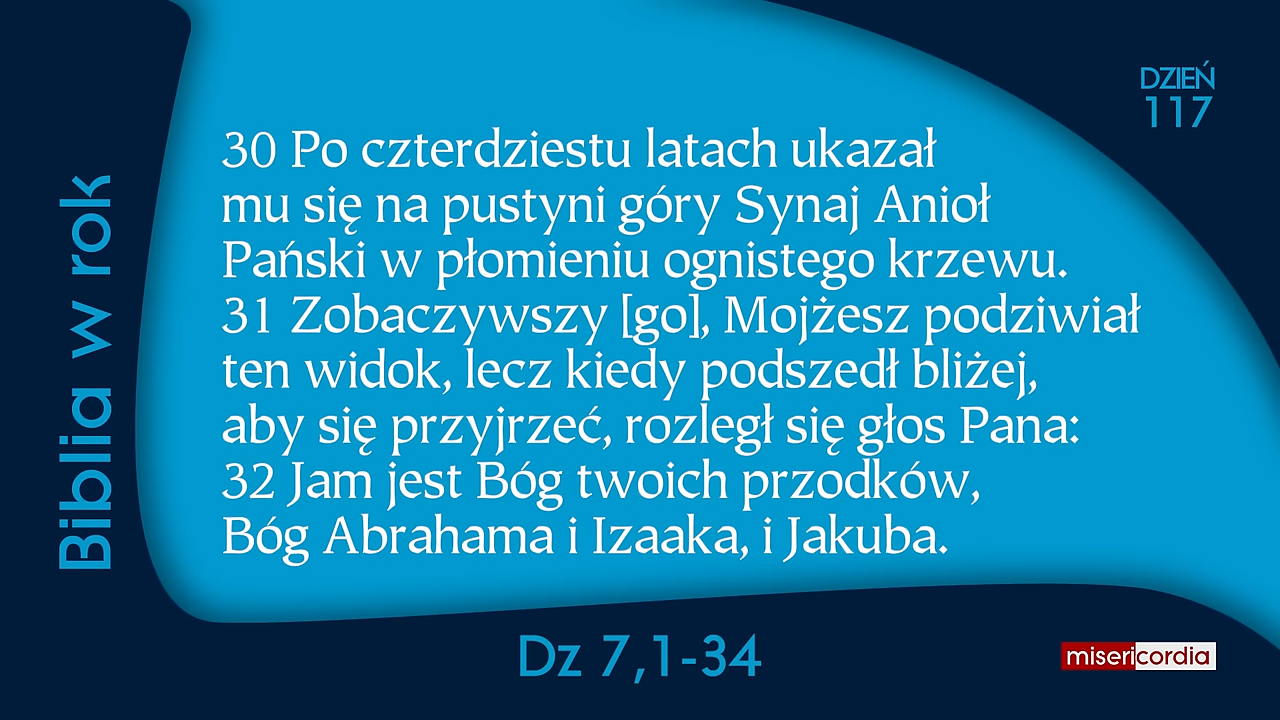 DZIEŃ
117
Biblia w rok
30 Po czterdziestu latach ukazał
mu się na pustyni góry Synaj Anioł
Pański w płomieniu ognistego krzewu.
31 Zobaczywszy [go], Mojżesz podziwiał
ten widok, lecz kiedy podszedł bliżej,
aby się przyjrzeć, rozległ się głos Pana:
32 Jam jest Bóg twoich przodków,
Bóg Abrahama i Izaaka, i Jakuba.
Dz 7,1-34
misericordia